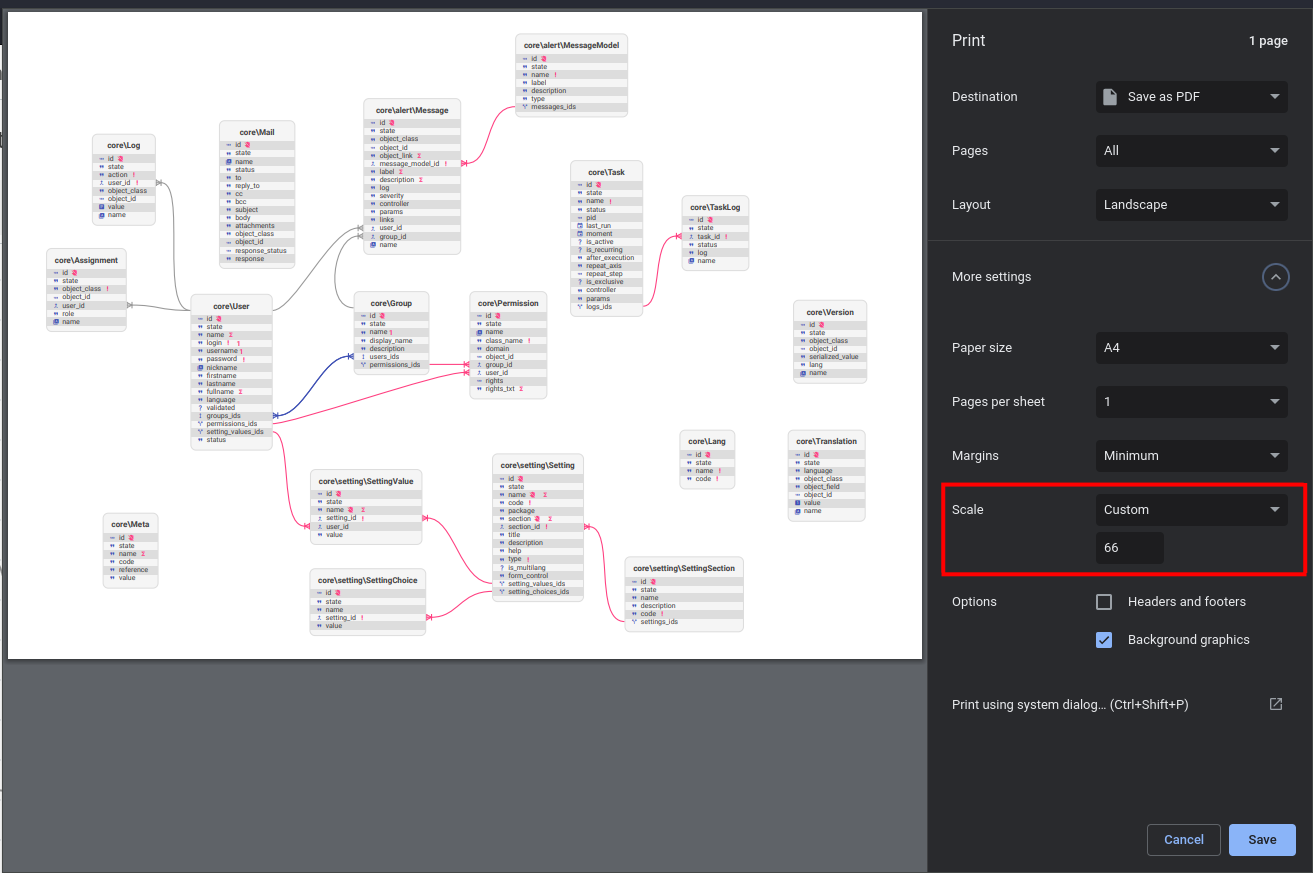 core\alert\MessageModel
id
state
name !
label
description
type
messages_ids
core\alert\Message
id
state
object_class
object_id
object_link Σ
message_model_id !
label Σ
description Σ
log
severity
controller
params
links
user_id
group_id
name
core\Mail
id
state
name
status
to
reply_to
cc
bcc
subject
body
attachments
object_class
object_id
response_status
response
core\Log
id
state
action !
user_id !
object_class
object_id
value
name
core\Task
id
state
name !
status
pid
last_run
moment
is_active
is_recurring
after_execution
repeat_axis
repeat_step
is_exclusive
controller
params
logs_ids
core\TaskLog
id
state
task_id !
status
log
name
core\Assignment
id
state
object_class !
object_id
user_id
role
name
core\User
id
state
name Σ
login ! 1
username 1
password !
nickname
firstname
lastname
fullname Σ
language
validated
groups_ids
permissions_ids
setting_values_ids
status
core\Group
id
state
name 1
display_name
description
users_ids
permissions_ids
core\Permission
id
state
name
class_name !
domain
object_id
group_id
user_id
rights
rights_txt Σ
core\Version
id
state
object_class
object_id
serialized_value
lang
name
core\Lang
id
state
name !
code !
core\Translation
id
state
language
object_class
object_field
object_id
value
name
core\setting\SettingValue
id
state
name Σ
setting_id !
user_id
value
core\setting\Setting
id
state
name Σ
code !
package
section Σ
section_id !
title
description
help
type !
is_multilang
form_control
setting_values_ids
setting_choices_ids
core\Meta
id
state
name Σ
code
reference
value
core\setting\SettingChoice
id
state
name
setting_id !
value
core\setting\SettingSection
id
state
name
description
code !
settings_ids
Print 1 page
Destination Save as PDF
Pages All
Layout Landscape
More settings
Paper size A4
Pages per sheet 1
Margins Minimum
Scale Custom
66
Options Headers and footers
Background graphics
Print using system dialog... (Ctrl+Shift+P)
Cancel Save